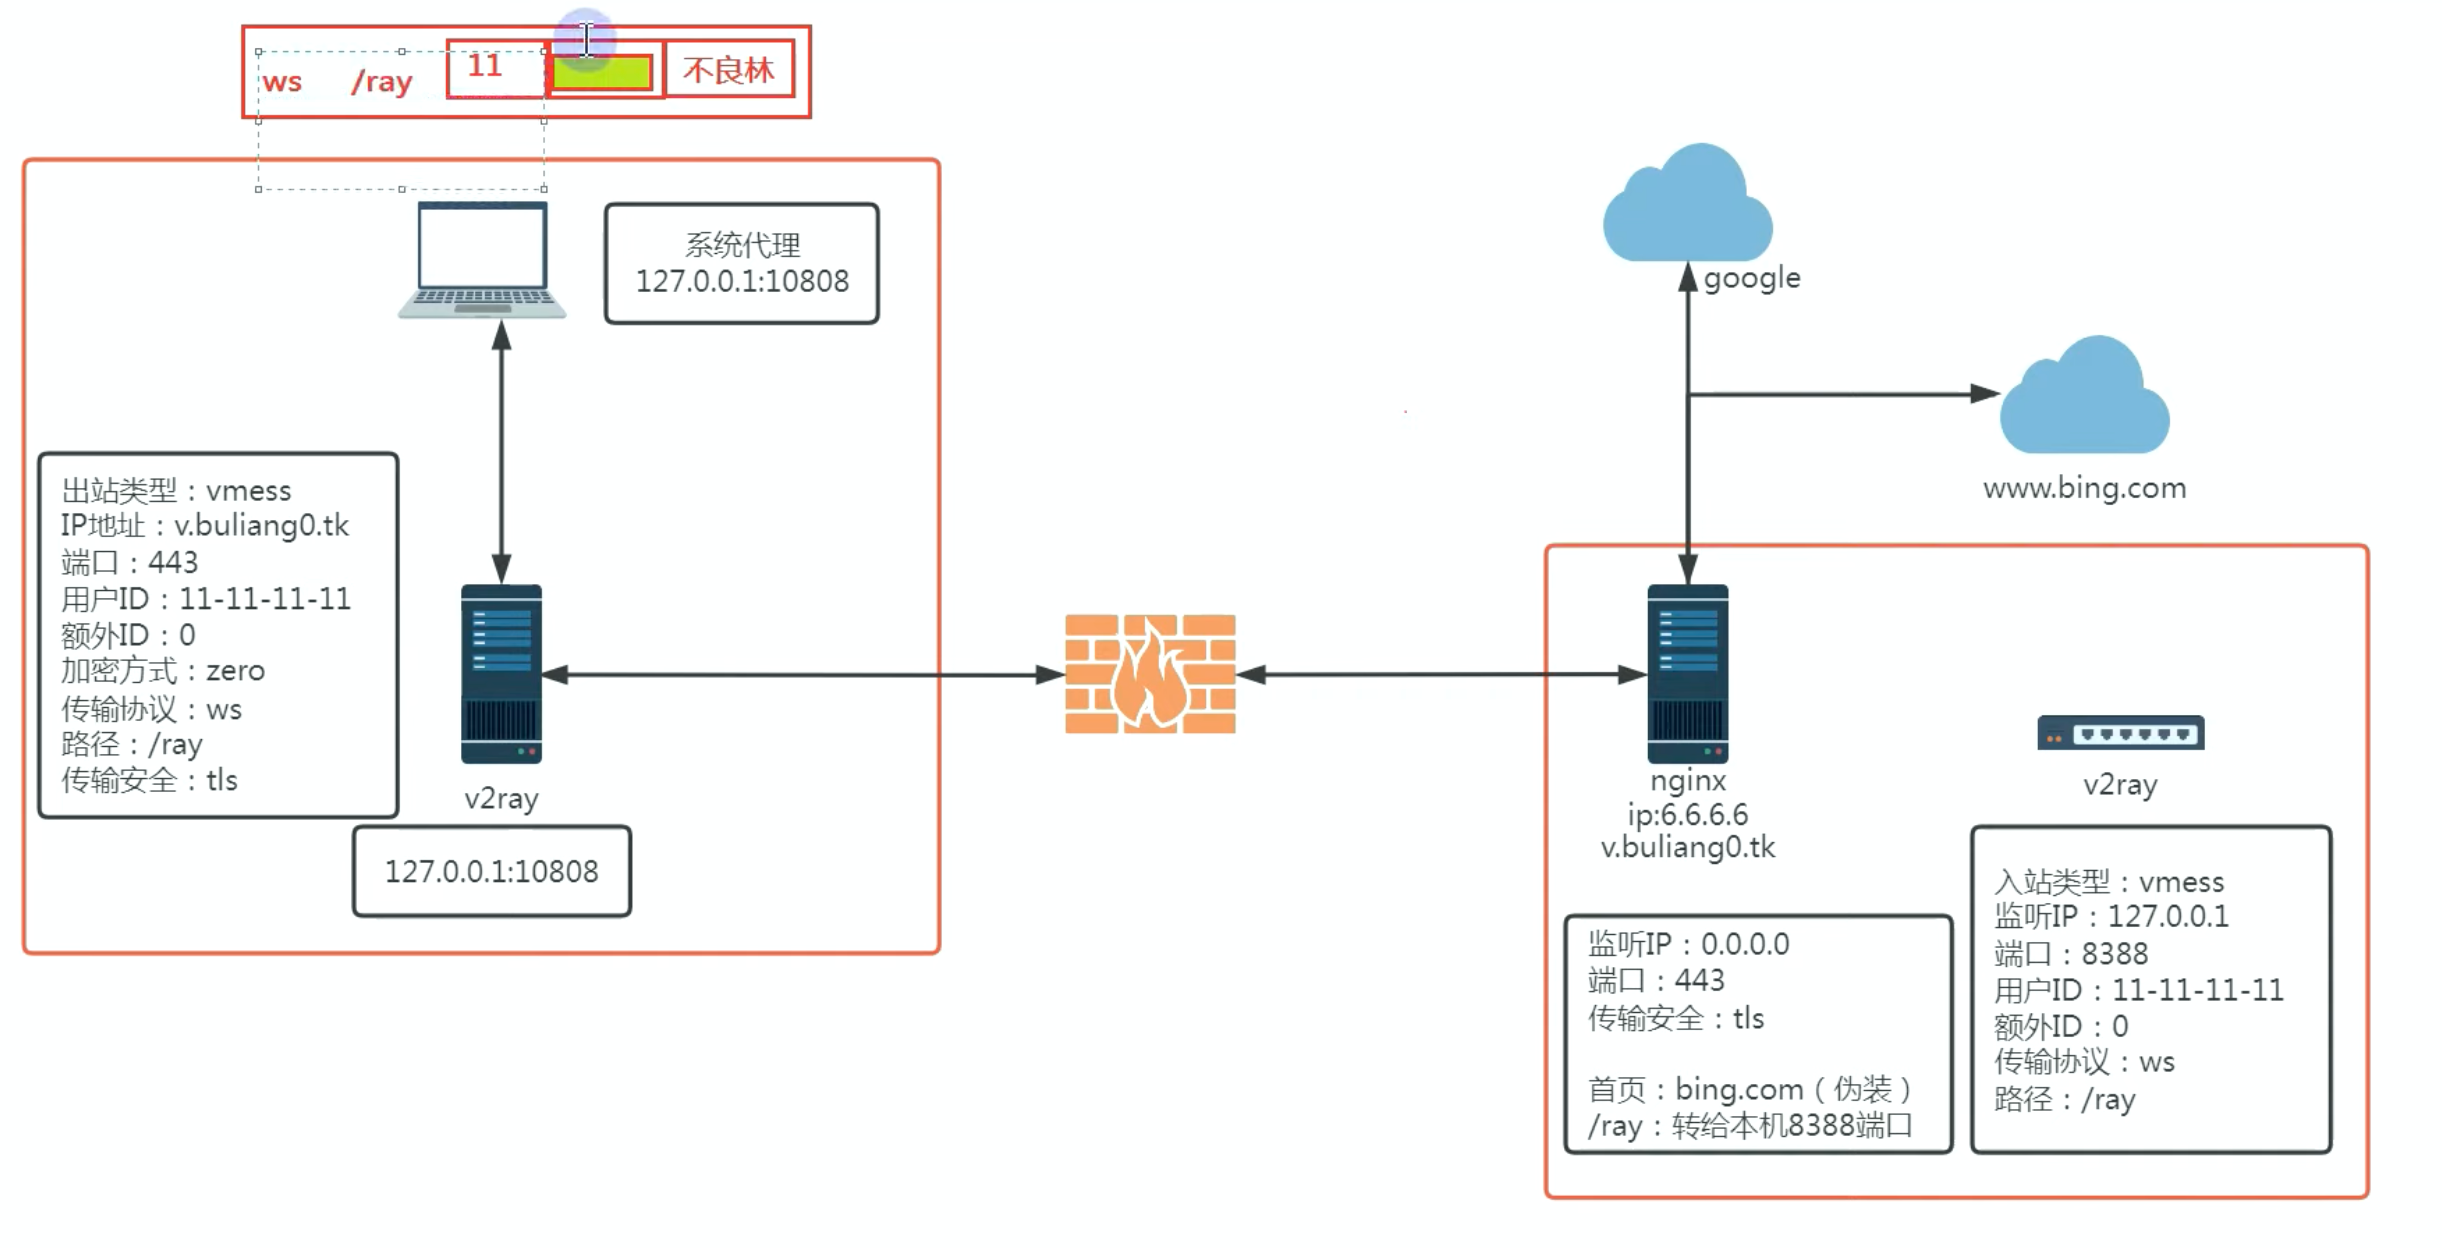 ws /ray 11 不良林
系统代理
127.0.0.1:10808
google
www.bing.com
出站类型：vmess
IP地址：v.buliang0.tk
端口：443
用户ID：11-11-11-11
额外ID：0
加密方式：zero
传输协议：ws
路径：/ray
传输安全：tls
v2ray
127.0.0.1:10808
nginx
ip:6.6.6.6
v.buliang0.tk
监听IP：0.0.0.0
端口：443
传输安全：tls
首页：bing.com（伪装）
/ray：转给本机8388端口
v2ray
入站类型：vmess
监听IP：127.0.0.1
端口：8388
用户ID：11-11-11-11
额外ID：0
传输协议：ws
路径：/ray